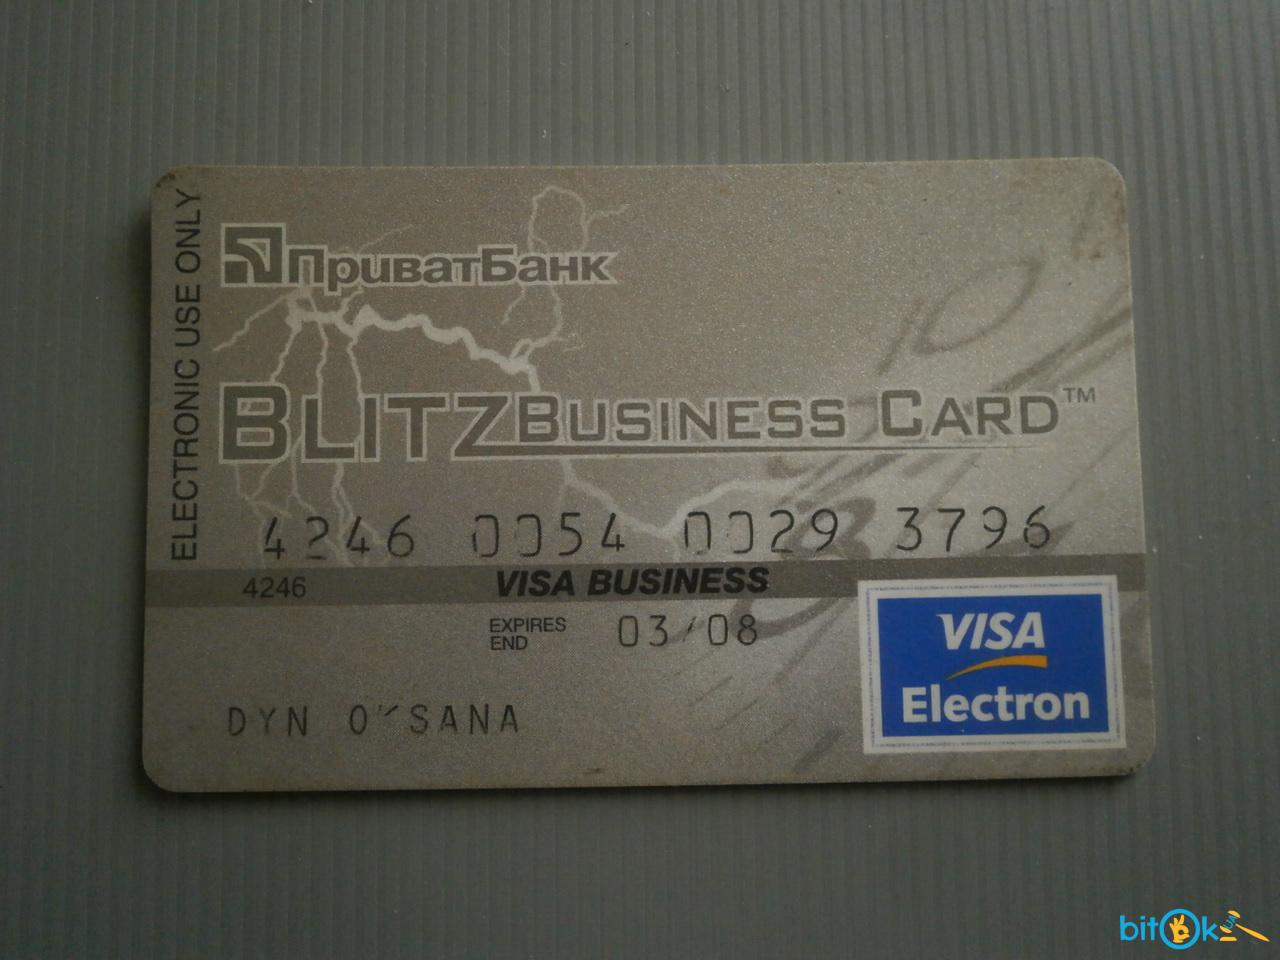 ELECTRONIC USE ONLY
ПриватБанк
BLITZBUSINESS CARD™
4246 0054 0029 3796
4246 VISA BUSINESS
EXPIRES END 03/08
VISA Electron
DYN O SANA
bitOk
UA